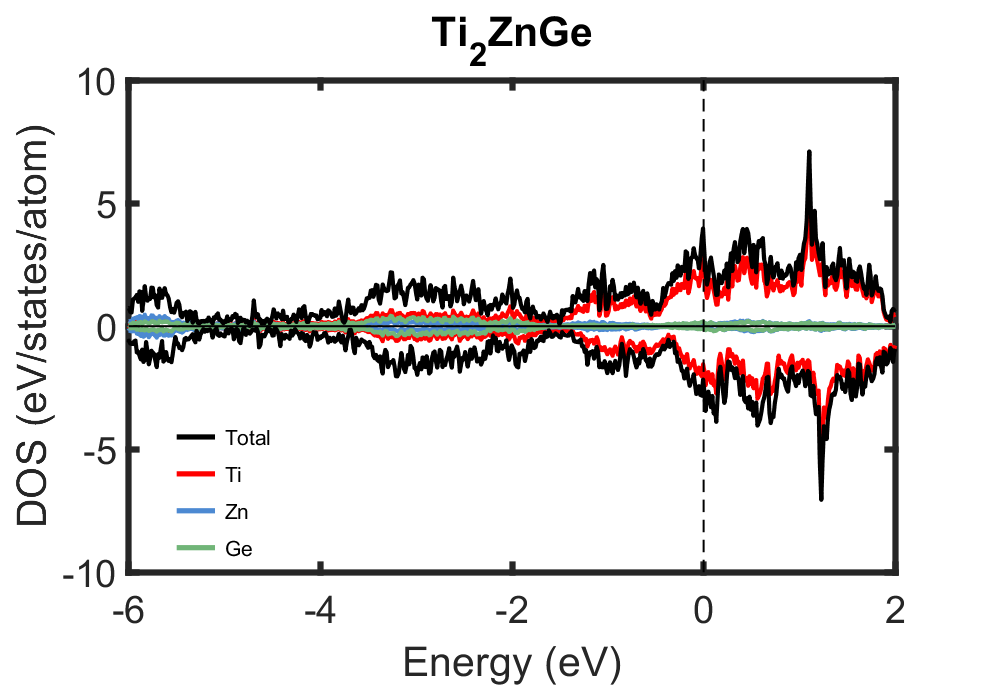 Ti2ZnGe
DOS (eV/states/atom)
10
5
0
-5
-10
Total
Ti
Zn
Ge
-6 -4 -2 0 2
Energy (eV)